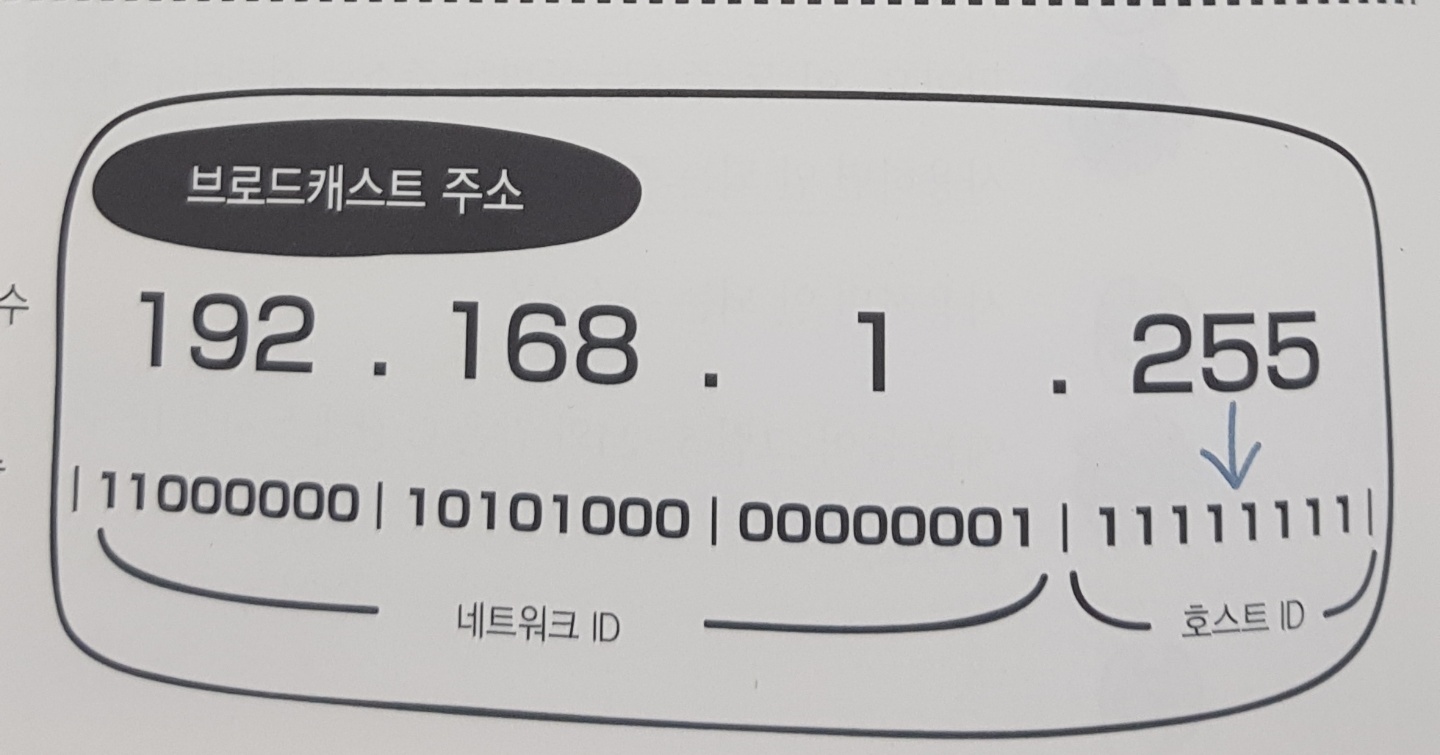 브로드캐스트 주소
192 . 168 . 1 . 255
수
| 11000000 | 10101000 | 00000001 | 11111111 |
네트워크 ID 호스트 ID